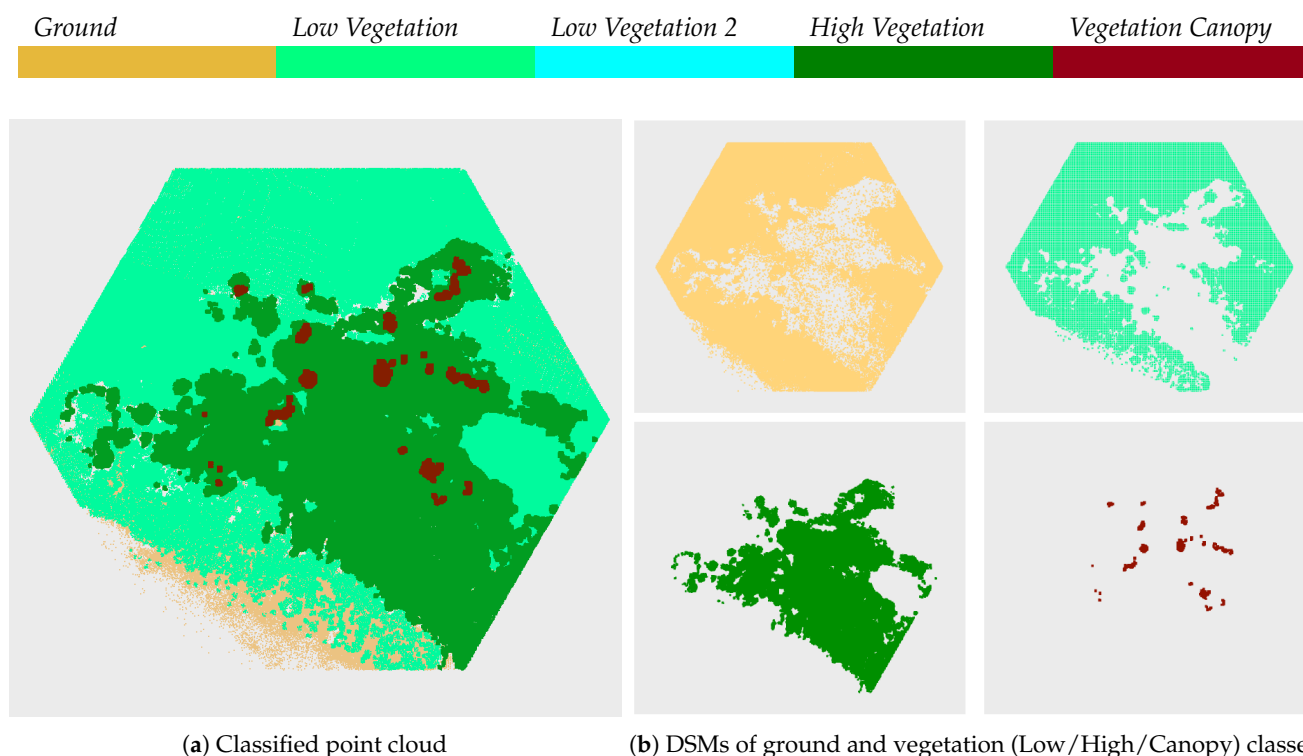 Ground Low Vegetation Low Vegetation 2 High Vegetation Vegetation Canopy
(a) Classified point cloud
(b) DSMs of ground and vegetation (Low/High/Canopy) classe